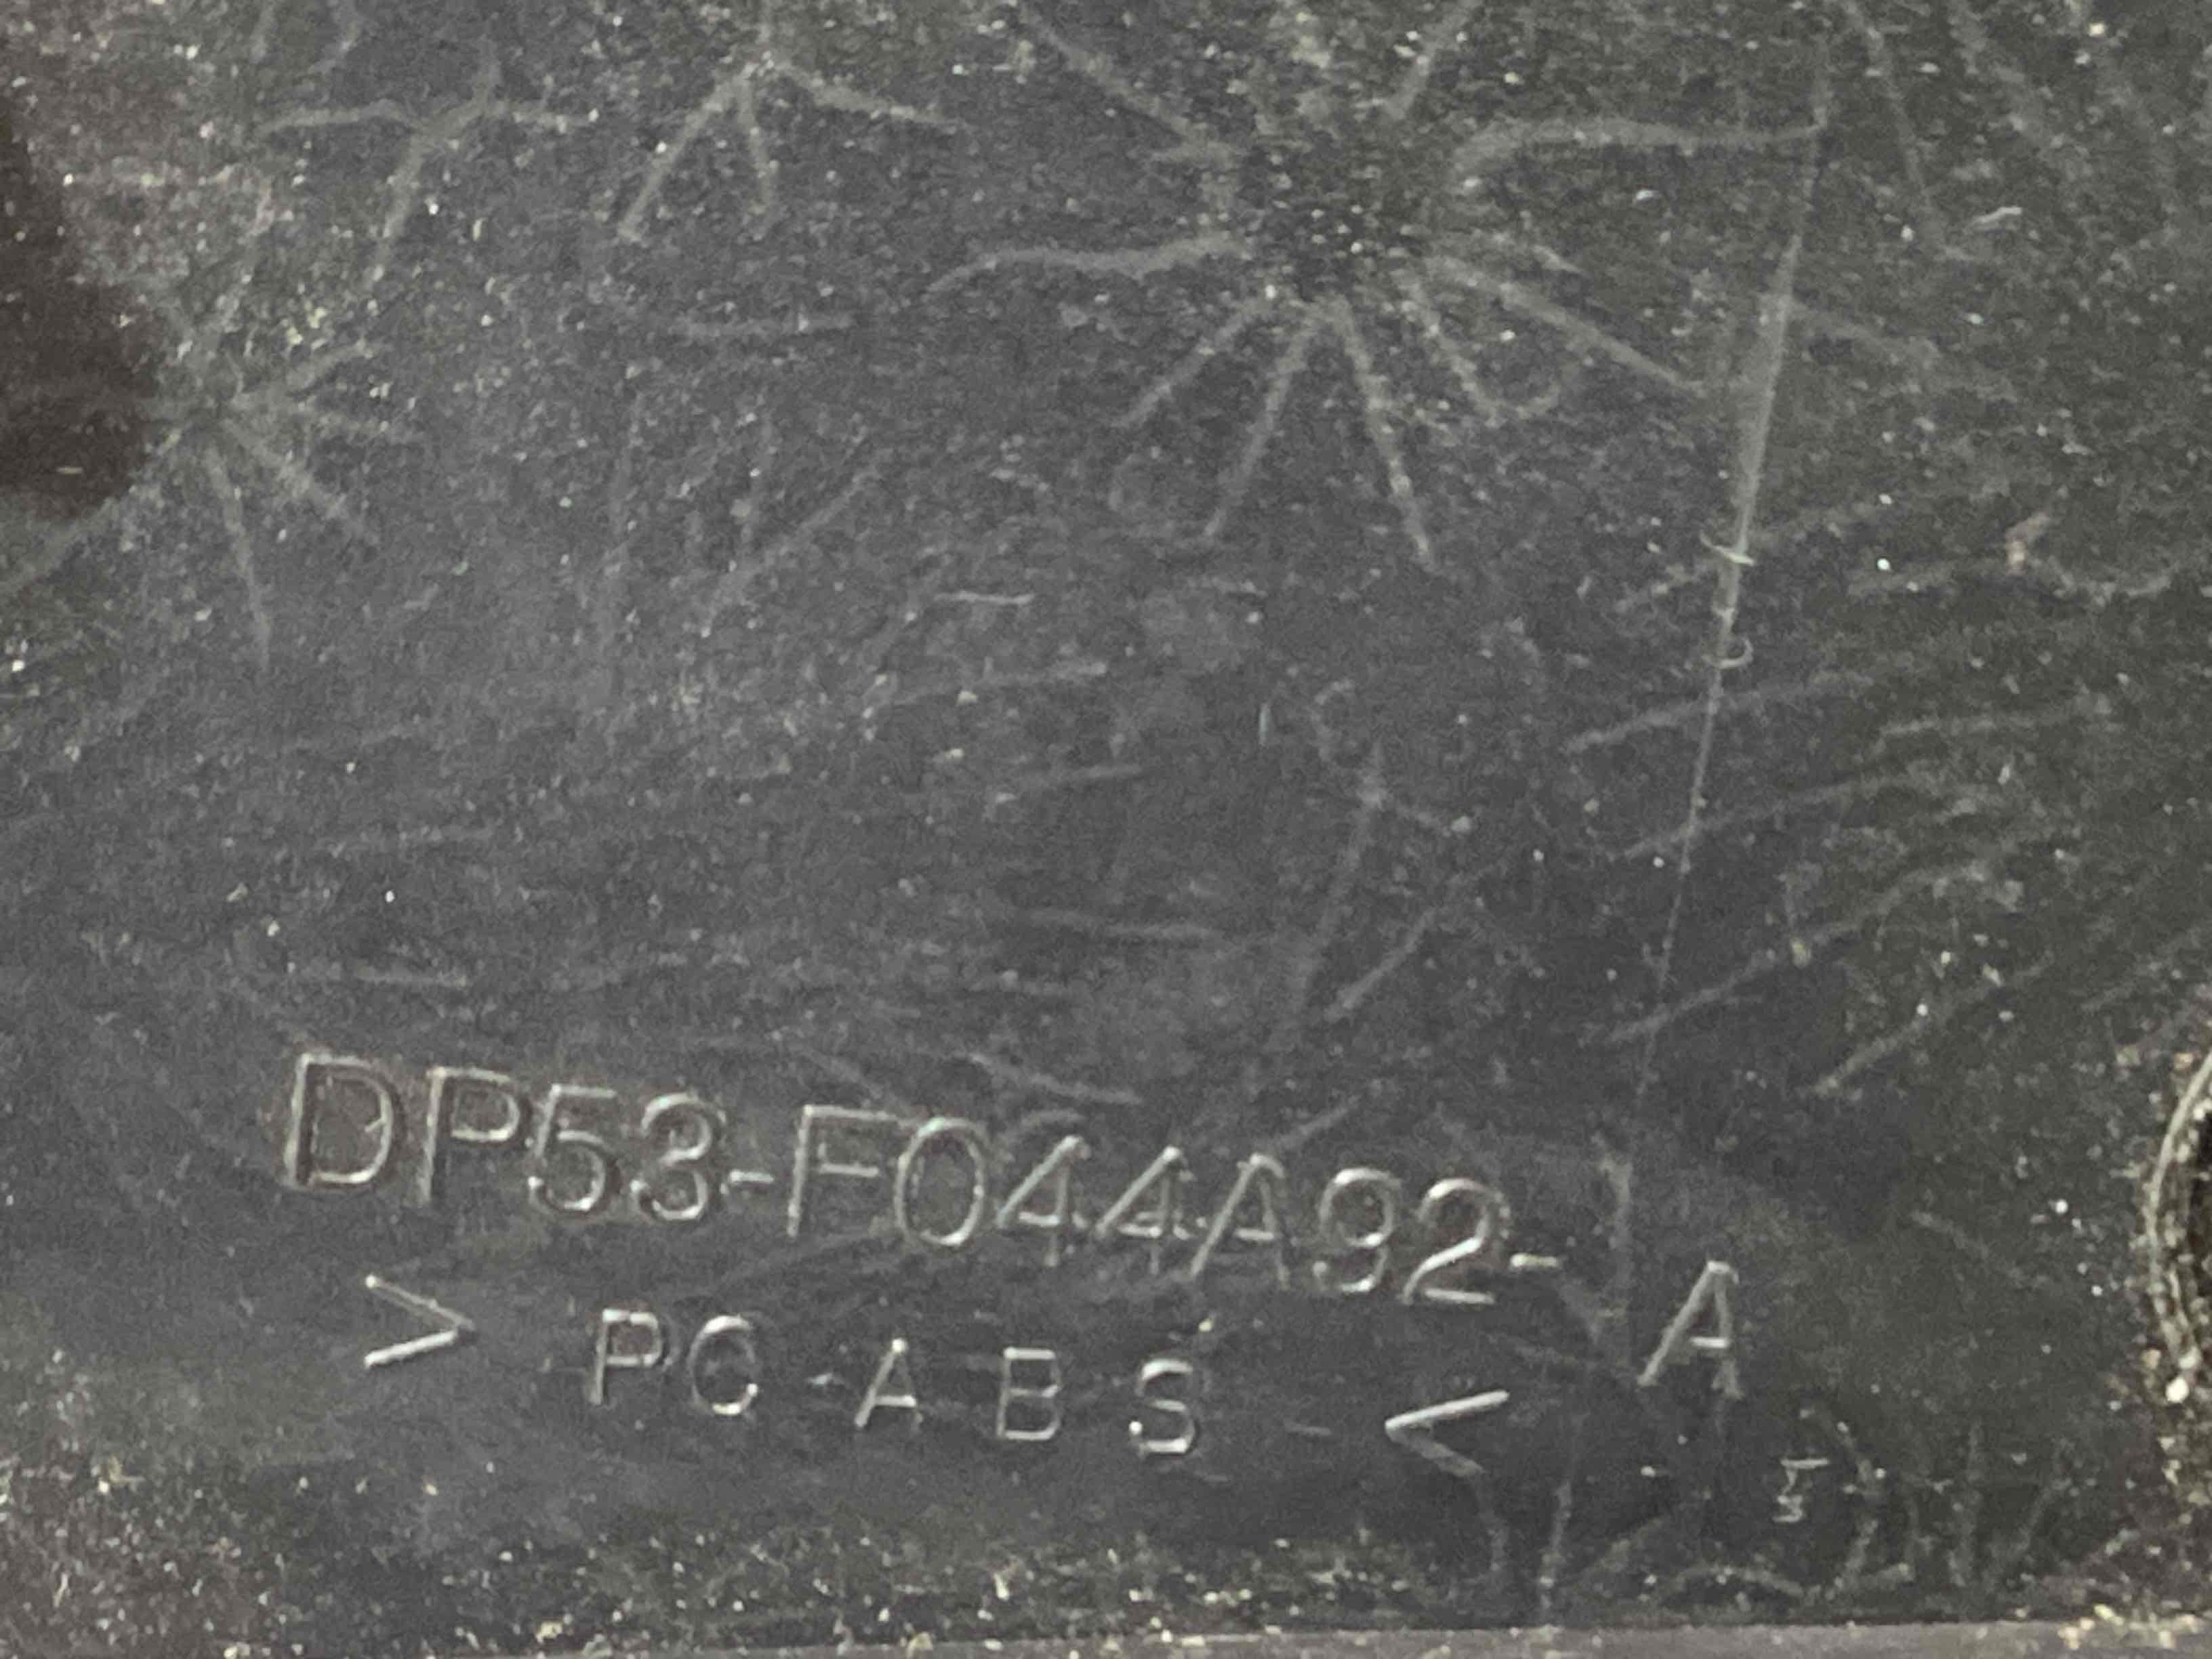 DP53-F044A92-A
> PC-ABS - <